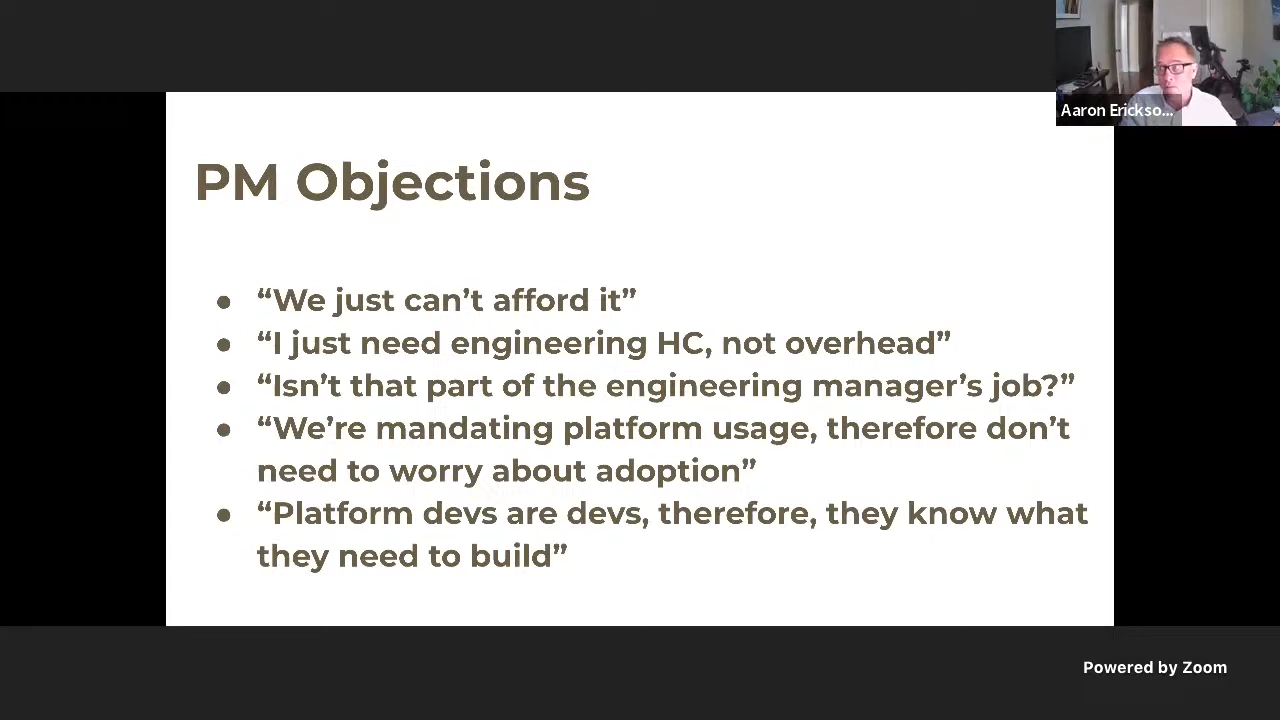 Aaron Erickso...
PM Objections
● “We just can’t afford it”
● “I just need engineering HC, not overhead”
● “Isn’t that part of the engineering manager’s job?”
● “We’re mandating platform usage, therefore don’t
need to worry about adoption”
● “Platform devs are devs, therefore, they know what
they need to build”
Powered by Zoom